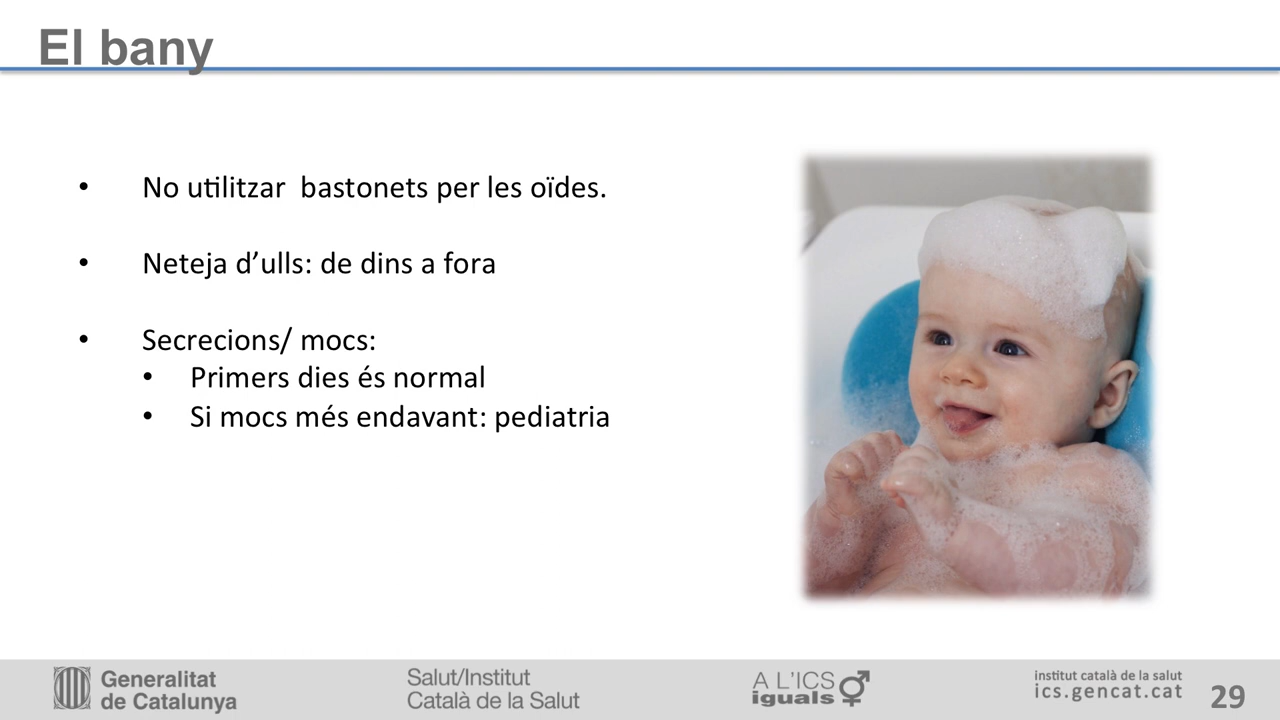 El bany
• No utilitzar  bastonets per les oïdes.
• Neteja d’ulls: de dins a fora
• Secrecions/ mocs:
• Primers dies és normal
• Si mocs més endavant: pediatria
Generalitat
de Catalunya
Salut/Institut
Català de la Salut
A L'ICS
iguals
institut català de la salut
ics.gencat.cat
29